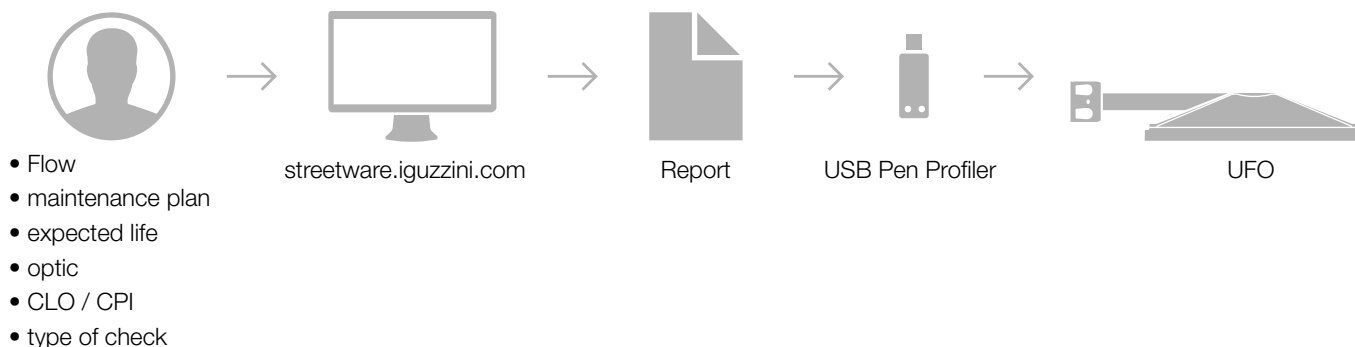 • Flow
• maintenance plan
• expected life
• optic
• CLO / CPI
• type of check
streetware.iguzzini.com
Report
USB Pen Profiler
UFO